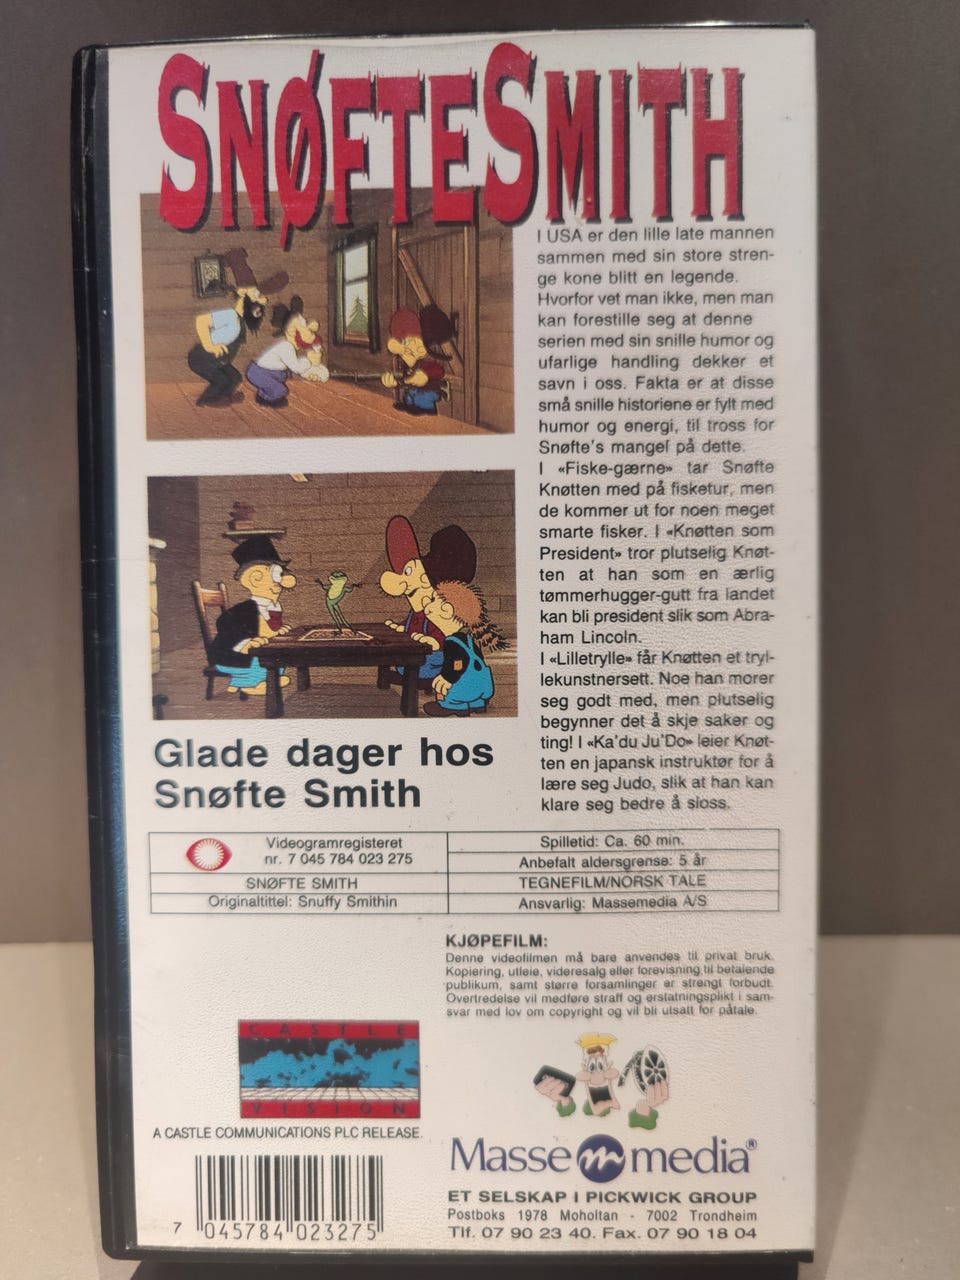 SNØFTE SMITH
I USA er den lille late mannen
sammen med sin store stren-
ge kone blitt en legende.
Hvorfor vet man ikke, men man
kan forestille seg at denne
serien med sin snille humor og
ufarlige handling dekker et
savn i oss. Fakta er at disse
små snille historiene er fylt med
humor og energi, til tross for
Snøfte's mangel på dette.
I «Fiske-gærne» tar Snøfte
Knøtten med på fisketur, men
de kommer ut for noen meget
smarte fisker. I «Knøtten som
President» tror plutselig Knøt-
ten at han som en ærlig
tømmerhugger-gutt fra landet
kan bli president slik som Abra-
ham Lincoln.
I «Lilletrylle» får Knøtten et tryl-
lekunstnersett. Noe han morer
seg godt med, men plutselig
begynner det å skje saker og
ting! I «Ka'du Ju'Do» leier Knøt-
ten en japansk instruktør for å
lære seg Judo, slik at han kan
klare seg bedre å sloss.
Glade dager hos
Snøfte Smith
Videogramregisteret
nr. 7 045 784 023 275
SNØFTE SMITH
Originaltittel: Snuffy Smithin
Spilletid: Ca. 60 min.
Anbefalt aldersgrense: 5 år
TEGNEFILM/NORSK TALE
Ansvarlig: Massemedia A/S
KJØPEFILM:
Denne videofilmen må bare anvendes til privat bruk.
Kopiering, utleie, videresalg eller forevisning til betalende
publikum, samt større forsamlinger er strengt forbudt.
Overtredelse vil medføre straff og erstatningsplikt i sam-
svar med lov om copyright og vil bli utsatt for påtale.
CASTLE
VISION
A CASTLE COMMUNICATIONS PLC RELEASE.
7 045784 023275
Masse m media®
ET SELSKAP I PICKWICK GROUP
Postboks 1978 Moholtan - 7002 Trondheim
Tlf. 07 90 23 40. Fax. 07 90 18 04